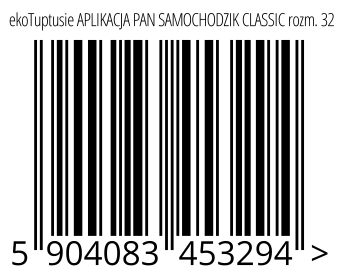 ekoTuptusie APLIKACJA PAN SAMOCHODZIK CLASSIC rozm. 32
5 904083 453294 >